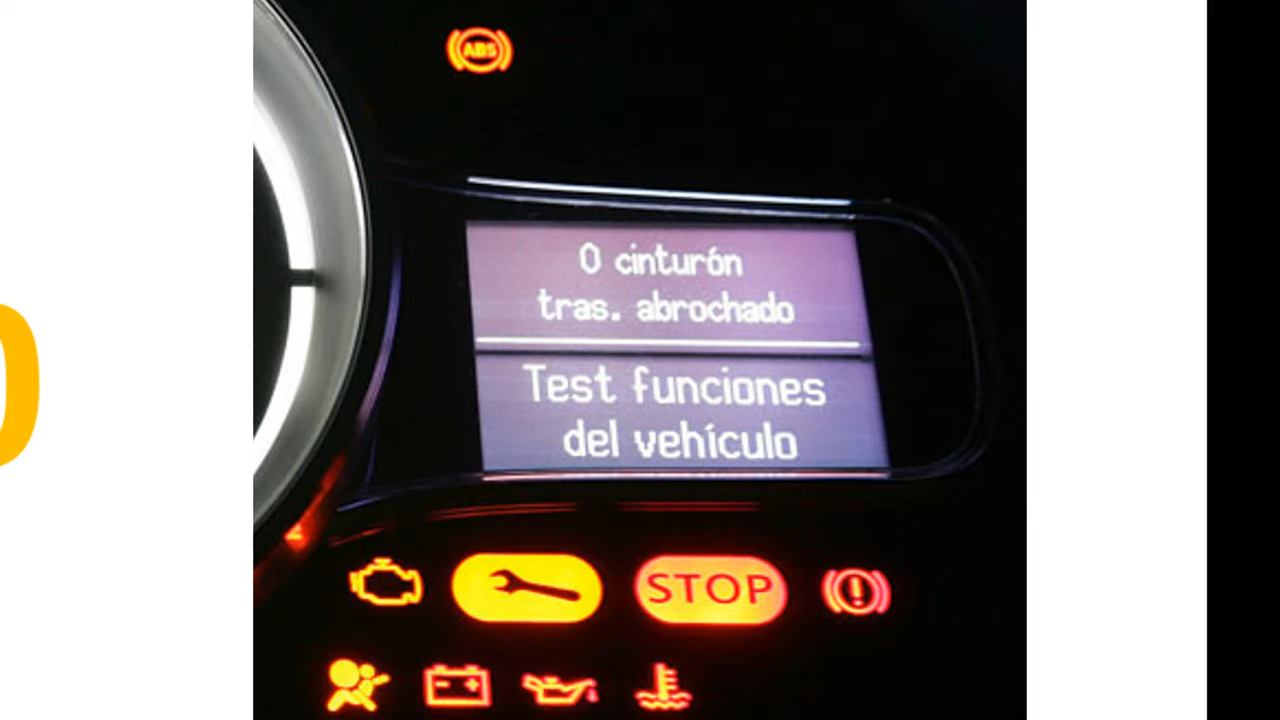 ABS
0 cinturón
tras. abrochado
Test funciones
del vehículo
STOP